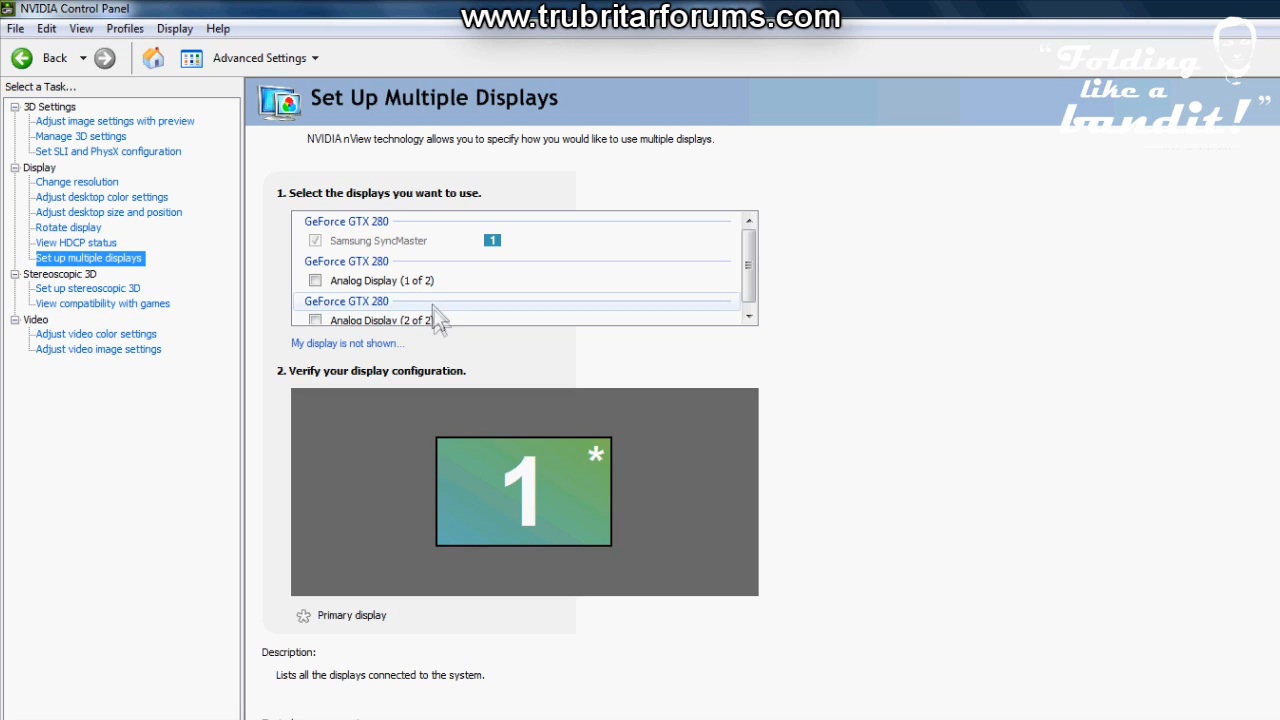 NVIDIA Control Panel
www.trubritarforums.com
File Edit View Profiles Display Help
Back Advanced Settings
"Folding
like a
bandit!"
Select a Task...
3D Settings
Adjust image settings with preview
Manage 3D settings
Set SLI and PhysX configuration
Display
Change resolution
Adjust desktop color settings
Adjust desktop size and position
Rotate display
View HDCP status
Set up multiple displays
Stereoscopic 3D
Set up stereoscopic 3D
View compatibility with games
Video
Adjust video color settings
Adjust video image settings
Set Up Multiple Displays
NVIDIA nView technology allows you to specify how you would like to use multiple displays.
1. Select the displays you want to use.
GeForce GTX 280
Samsung SyncMaster 1
GeForce GTX 280
Analog Display (1 of 2)
GeForce GTX 280
Analog Display (2 of 2)
My display is not shown...
2. Verify your display configuration.
1 *
Primary display
Description:
Lists all the displays connected to the system.